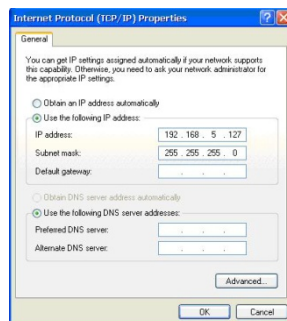 Internet Protocol (TCP/IP) Properties
General
You can get IP settings assigned automatically if your network supports
this capability. Otherwise, you need to ask your network administrator for
the appropriate IP settings.
Obtain an IP address automatically
Use the following IP address:
IP address: 192 . 168 . 5 . 127
Subnet mask: 255 . 255 . 255 . 0
Default gateway: . . .
Obtain DNS server address automatically
Use the following DNS server addresses:
Preferred DNS server: . . .
Alternate DNS server: . . .
Advanced...
OK Cancel